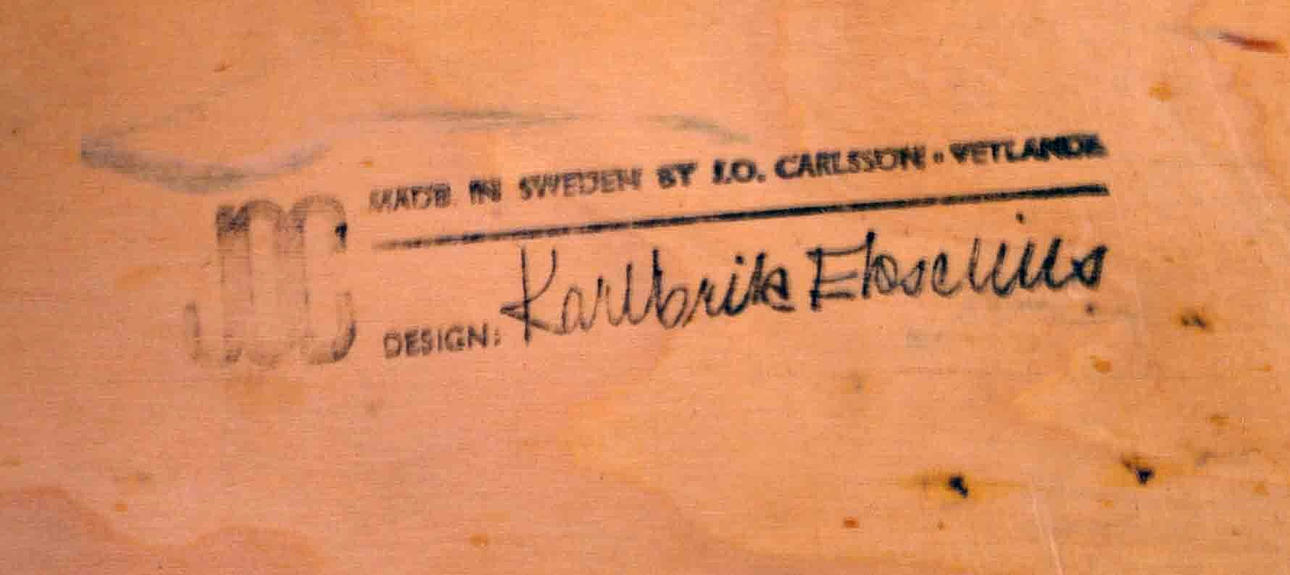 JOC
MADE IN SWEDEN BY J.O. CARLSSON · VETLANDA
DESIGN: Karl Erik Ekselius